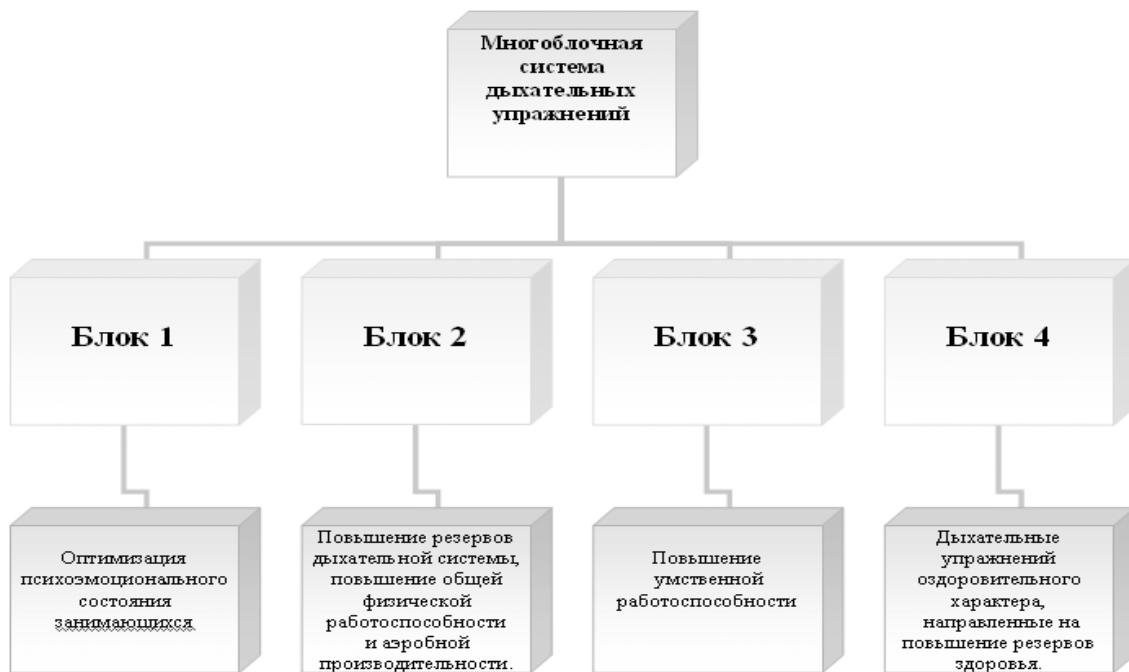 Многоблочная
система
дыхательных
упражнений
Блок 1
Блок 2
Блок 3
Блок 4
Оптимизация
психоэмоционального
состояния
занимающихся
Повышение резервов
дыхательной системы,
повышение общей
физической
работоспособности
и аэробной
производительности.
Повышение
умственной
работоспособности
Дыхательные
упражнений
оздоровительного
характера,
направленные на
повышение резервов
здоровья.